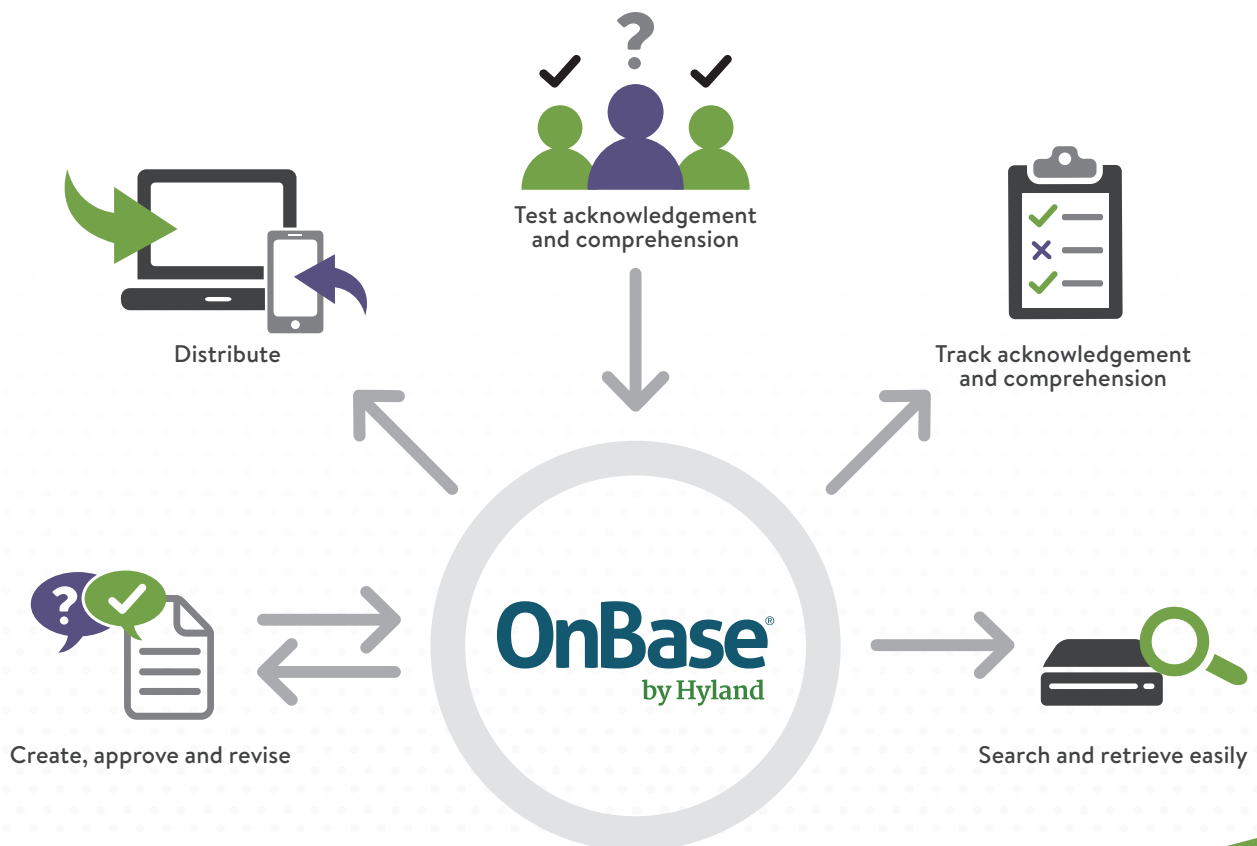 ?
Test acknowledgement
and comprehension
Distribute
Track acknowledgement
and comprehension
?
OnBase®
by Hyland
Create, approve and revise
Search and retrieve easily